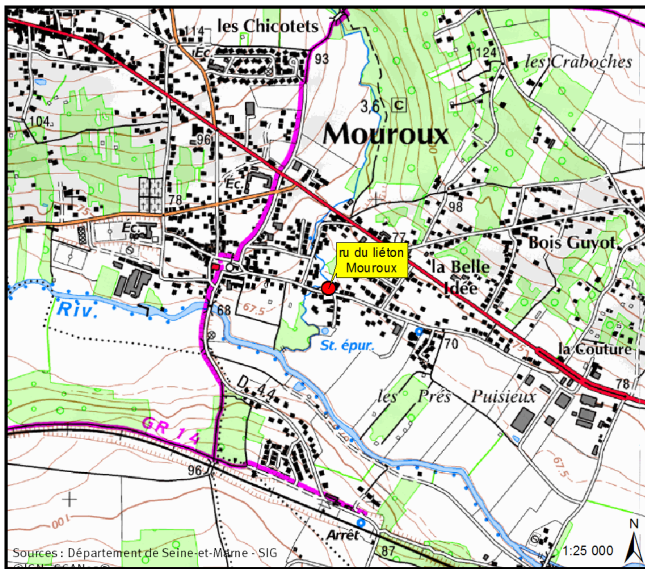 114
Ec.
les Chicotets
93
124
les Craboches
3,6
C
104
96
Mouroux
Ec.
78
98
77
Éc.
Bois Guyot
ru du liéton
Mouroux
la Belle
Idée
Riv.
68
67.5
St. épur.
70
la Couture
D. 44
les Prés Puisieux
78
GR 14
67.5
96
100
Arrêt
87
N
Sources : Département de Seine-et-Marne - SIG
1:25 000